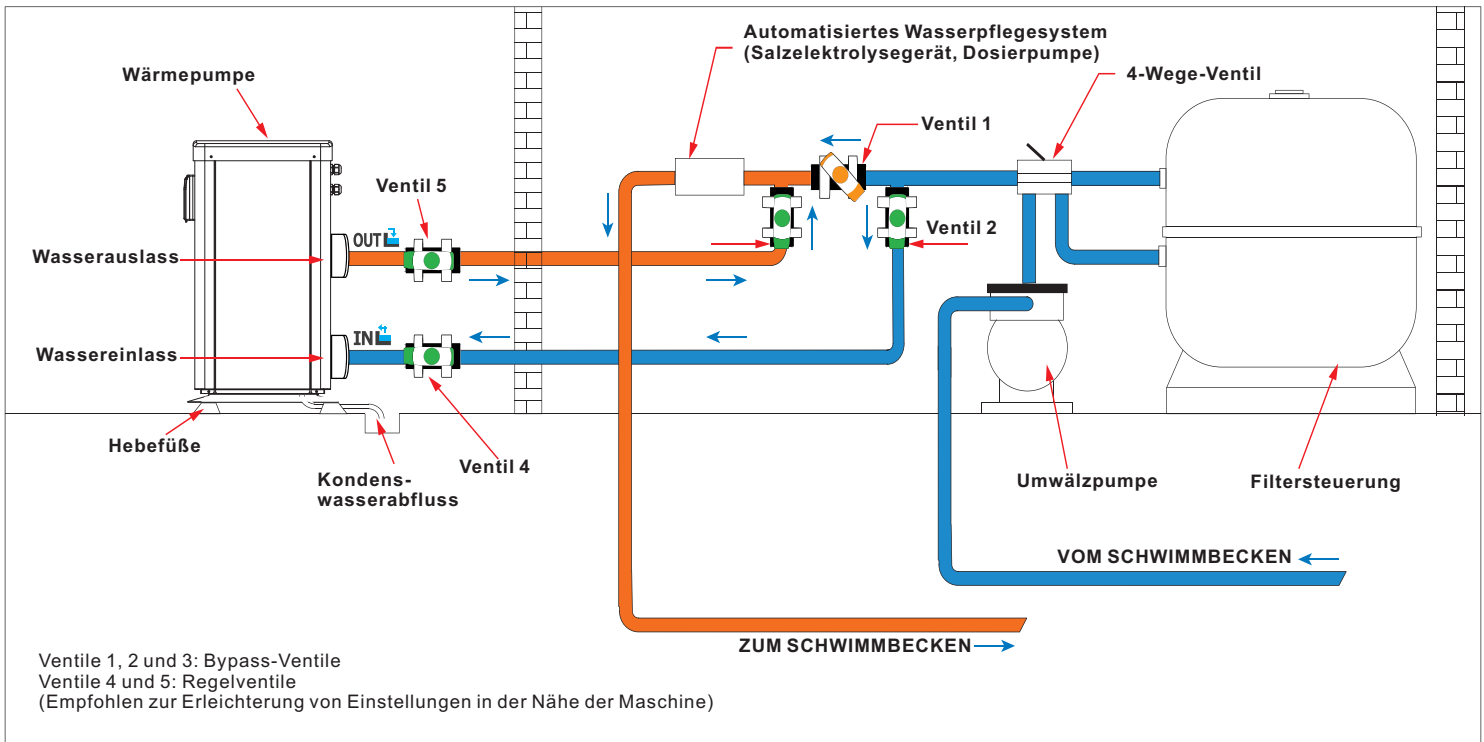 Automatisiertes Wasserpflegesystem
(Salzelektrolysegerät, Dosierpumpe)
Wärmepumpe
4-Wege-Ventil
Ventil 1
Ventil 5
Ventil 2
OUT
Wasserauslass
IN
Wassereinlass
Hebefüße
Ventil 4
Kondens-
wasserabfluss
Umwälzpumpe
Filtersteuerung
VOM SCHWIMMBECKEN
ZUM SCHWIMMBECKEN
Ventile 1, 2 und 3: Bypass-Ventile
Ventile 4 und 5: Regelventile
(Empfohlen zur Erleichterung von Einstellungen in der Nähe der Maschine)